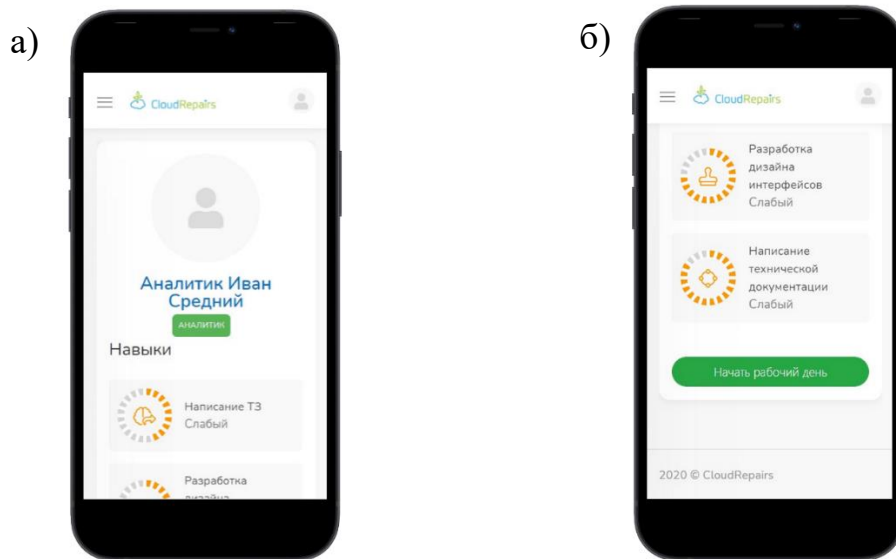 а)
CloudRepairs
Аналитик Иван
Средний
АНАЛИТИК
Навыки
Написание ТЗ
Слабый
Разработка
дизайна
б)
CloudRepairs
Разработка
дизайна
интерфейсов
Слабый
Написание
технической
документации
Слабый
Начать рабочий день
2020 © CloudRepairs